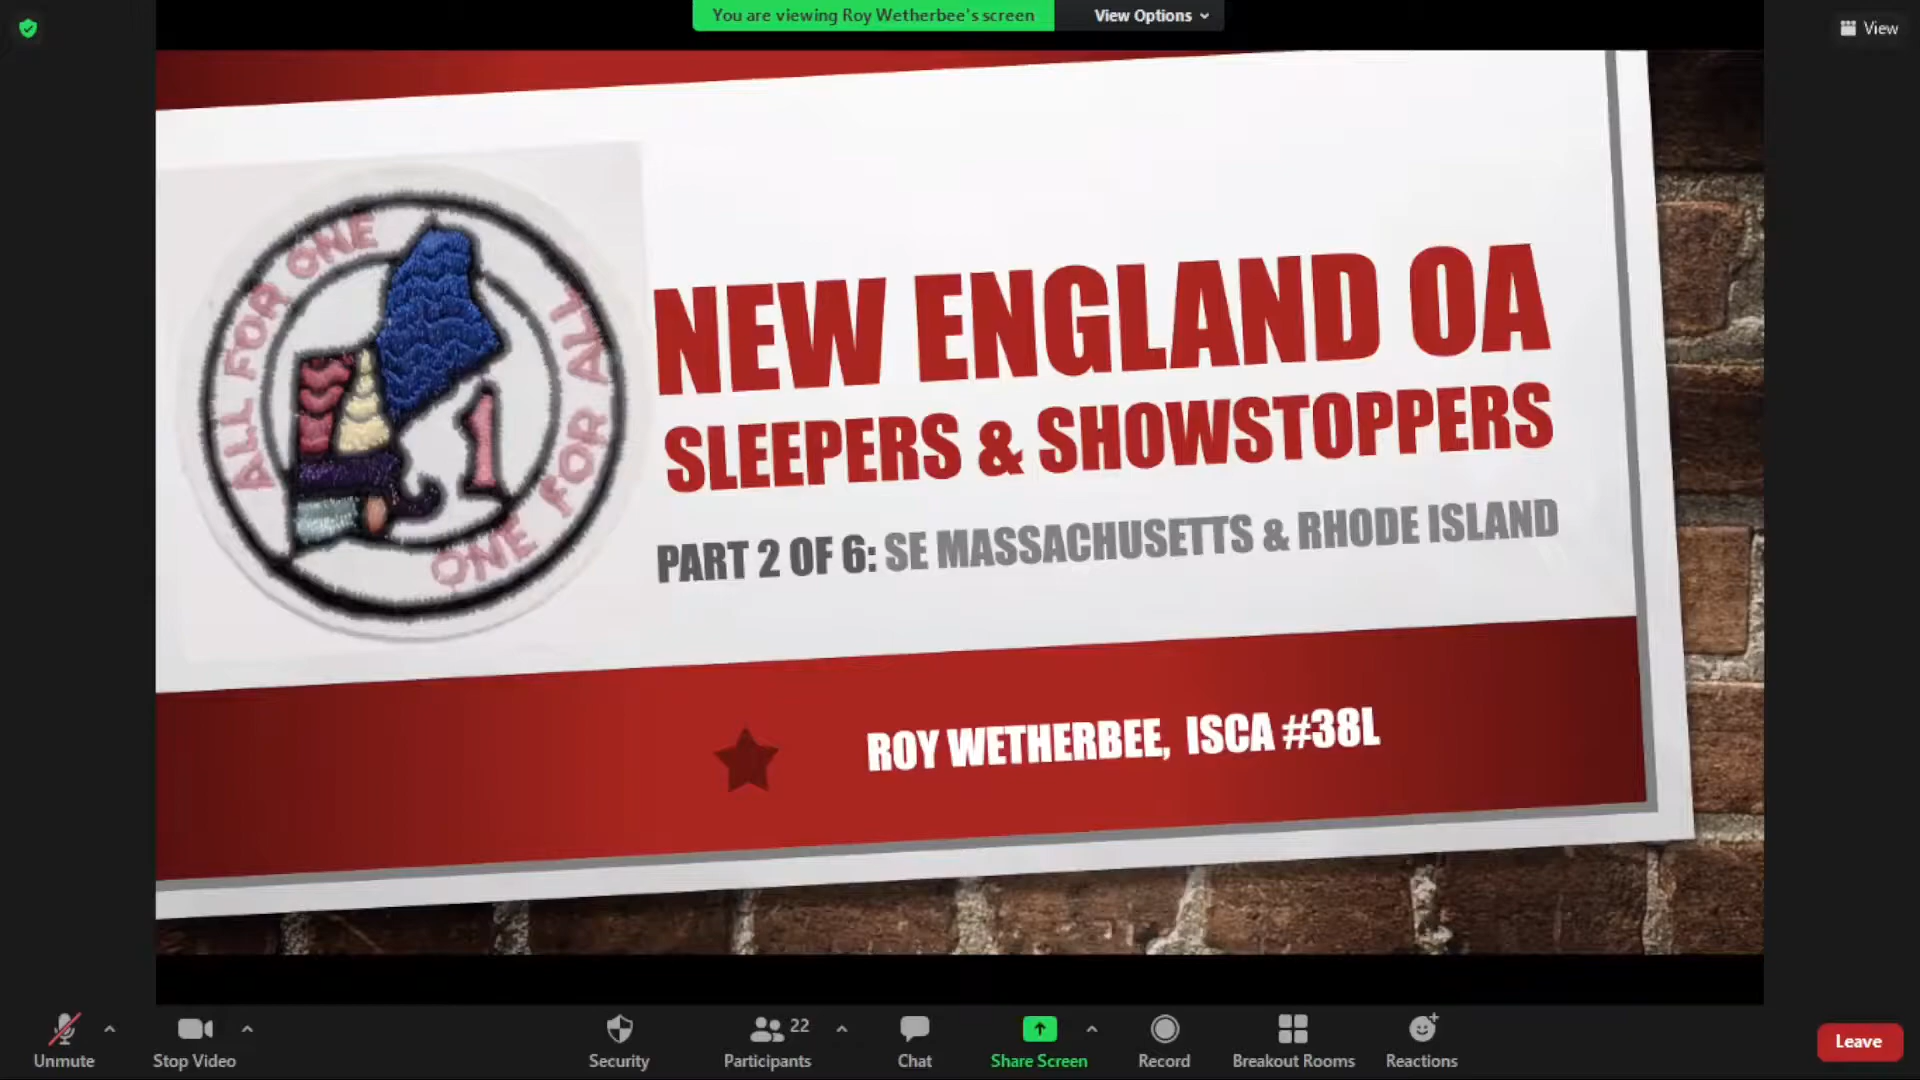 You are viewing Roy Wetherbee's screen
View Options
View
ALL FOR ONE
ONE FOR ALL
1
NEW ENGLAND OA
SLEEPERS & SHOWSTOPPERS
PART 2 OF 6: SE MASSACHUSETTS & RHODE ISLAND
ROY WETHERBEE, ISCA #38L
Unmute
Stop Video
Security
22
Participants
Chat
Share Screen
Record
Breakout Rooms
Reactions
Leave